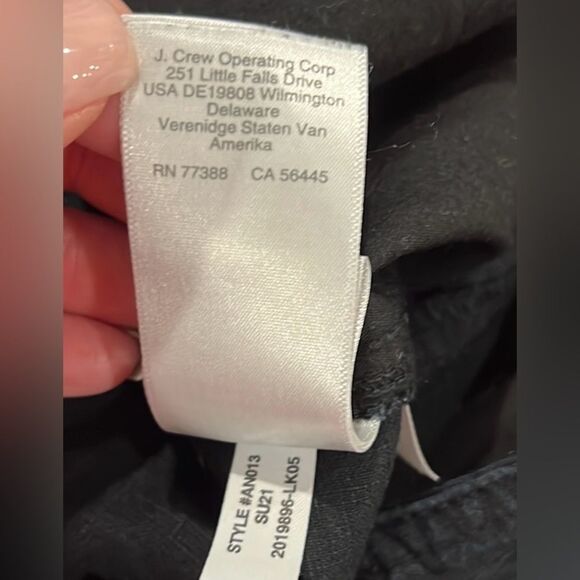 J. Crew Operating Corp
251 Little Falls Drive
USA DE19808 Wilmington
Delaware
Verenidge Staten Van
Amerika
RN 77388 CA 56445
STYLE #AN013
SU21
2019896-LK05